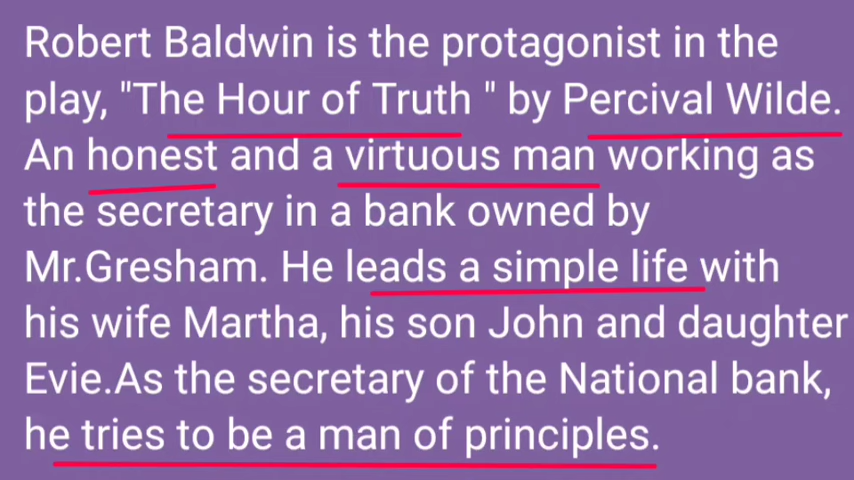 Robert Baldwin is the protagonist in the
play, "The Hour of Truth " by Percival Wilde.
An honest and a virtuous man working as
the secretary in a bank owned by
Mr.Gresham. He leads a simple life with
his wife Martha, his son John and daughter
Evie.As the secretary of the National bank,
he tries to be a man of principles.